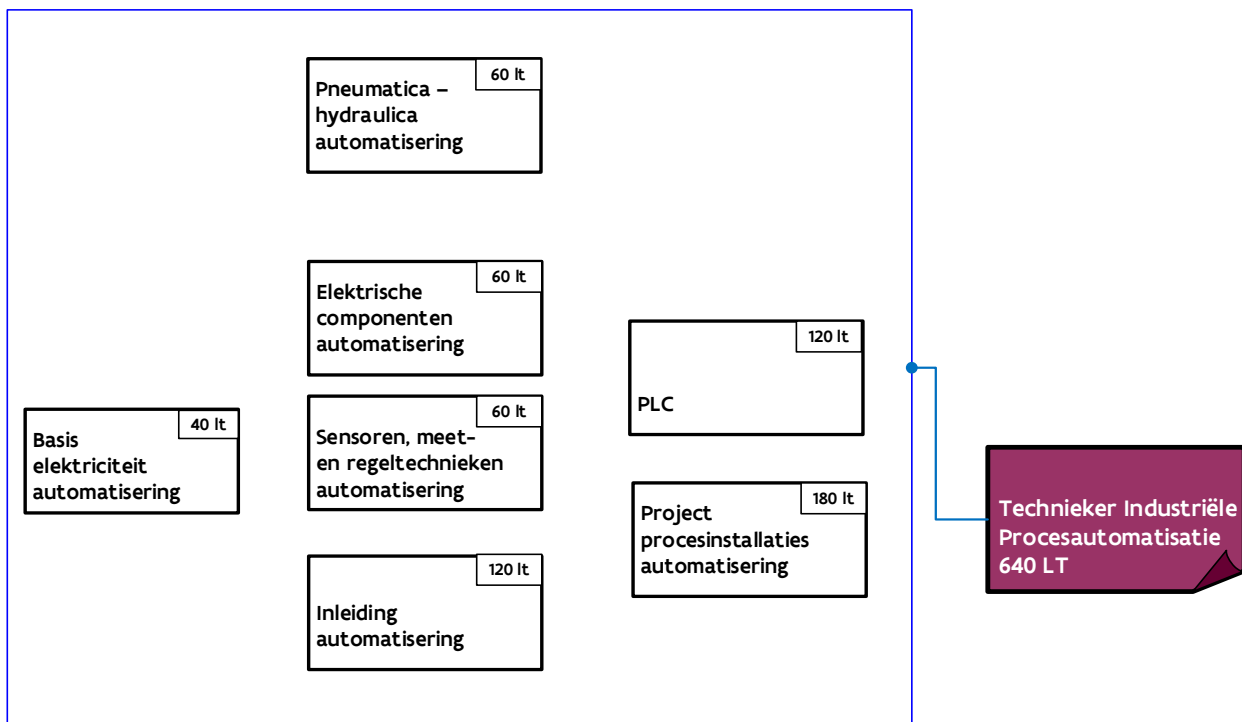 60 lt
Pneumatica –
hydraulica
automatisering
60 lt
Elektrische
componenten
automatisering
120 lt
PLC
40 lt
Basis
elektriciteit
automatisering
60 lt
Sensoren, meet-
en regeltechnieken
automatisering
180 lt
Project
procesinstallaties
automatisering
Technieker Industriële
Procesautomatisatie
640 LT
120 lt
Inleiding
automatisering